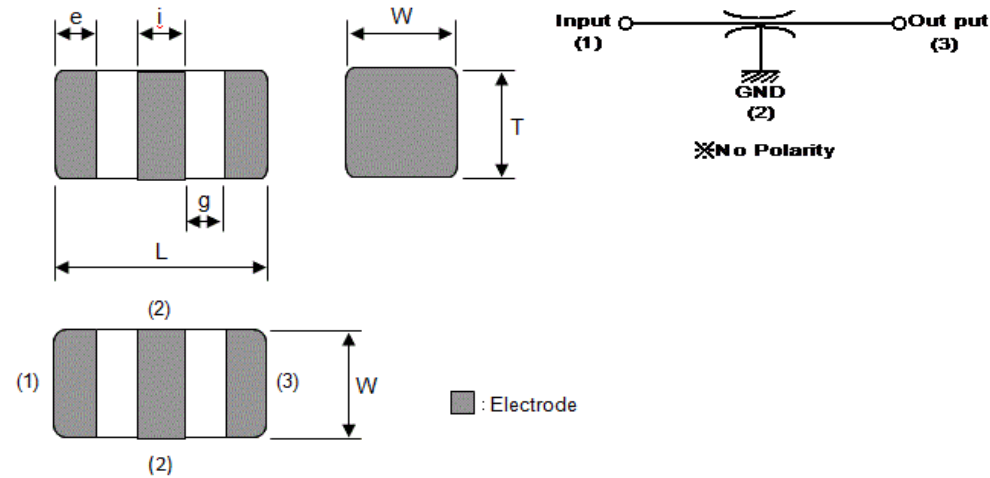 e
i
W
Input
(1)
Out put
(3)
T
GND
(2)
※No Polarity
g
L
(2)
(1)
(3)
W
: Electrode
(2)